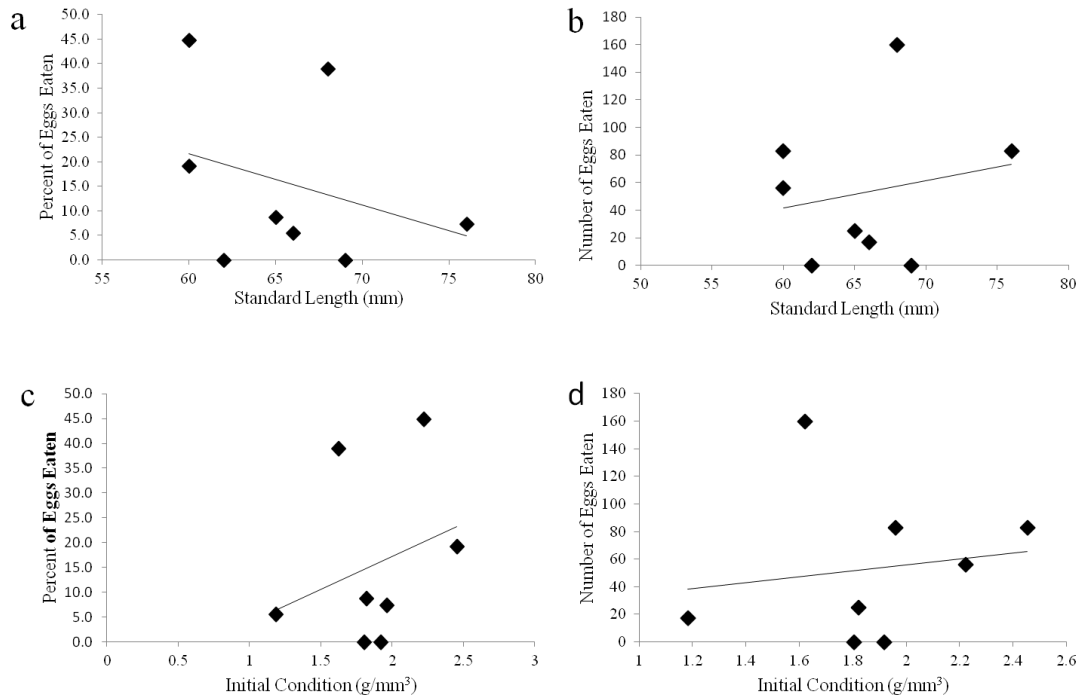 a
Percent of Eggs Eaten
50.0
45.0
40.0
35.0
30.0
25.0
20.0
15.0
10.0
5.0
0.0
55 60 65 70 75 80
Standard Length (mm)
b
Number of Eggs Eaten
180
160
140
120
100
80
60
40
20
0
50 55 60 65 70 75 80
Standard Length (mm)
c
Percent of Eggs Eaten
50.0
45.0
40.0
35.0
30.0
25.0
20.0
15.0
10.0
5.0
0.0
0 0.5 1 1.5 2 2.5 3
Initial Condition (g/mm³)
d
Number of Eggs Eaten
180
160
140
120
100
80
60
40
20
0
1 1.2 1.4 1.6 1.8 2 2.2 2.4 2.6
Initial Condition (g/mm³)